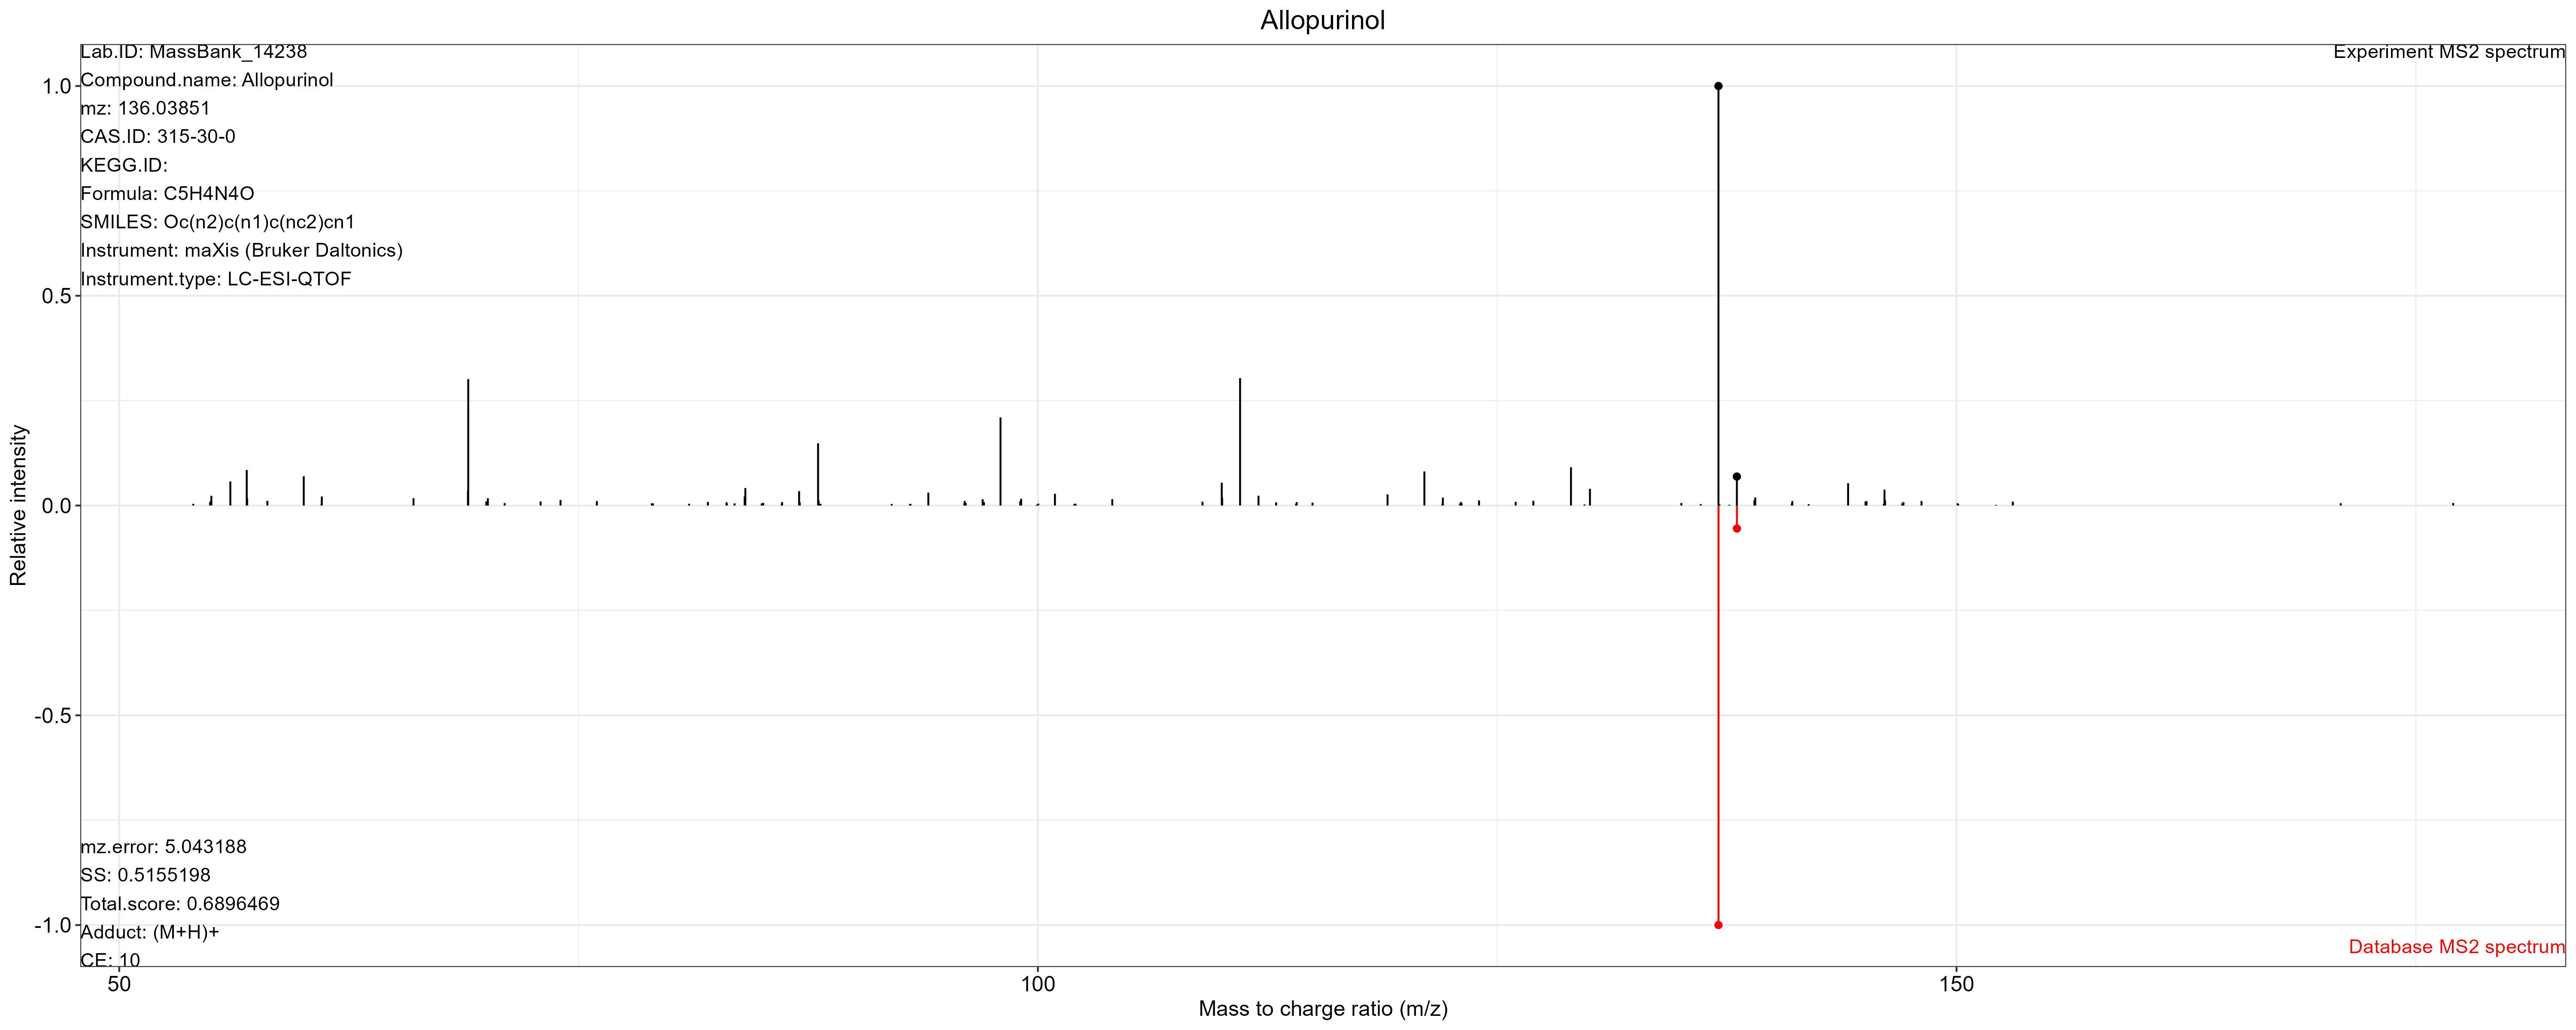 Allopurinol
Lab.ID: MassBank_14238
Compound.name: Allopurinol
mz: 136.03851
CAS.ID: 315-30-0
KEGG.ID:
Formula: C5H4N4O
SMILES: Oc(n2)c(n1)c(nc2)cn1
Instrument: maXis (Bruker Daltonics)
Instrument.type: LC-ESI-QTOF
Experiment MS2 spectrum
1.0
0.5
0.0
-0.5
-1.0
Relative intensity
mz.error: 5.043188
SS: 0.5155198
Total.score: 0.6896469
Adduct: (M+H)+
CE: 10
Database MS2 spectrum
50
100
150
Mass to charge ratio (m/z)